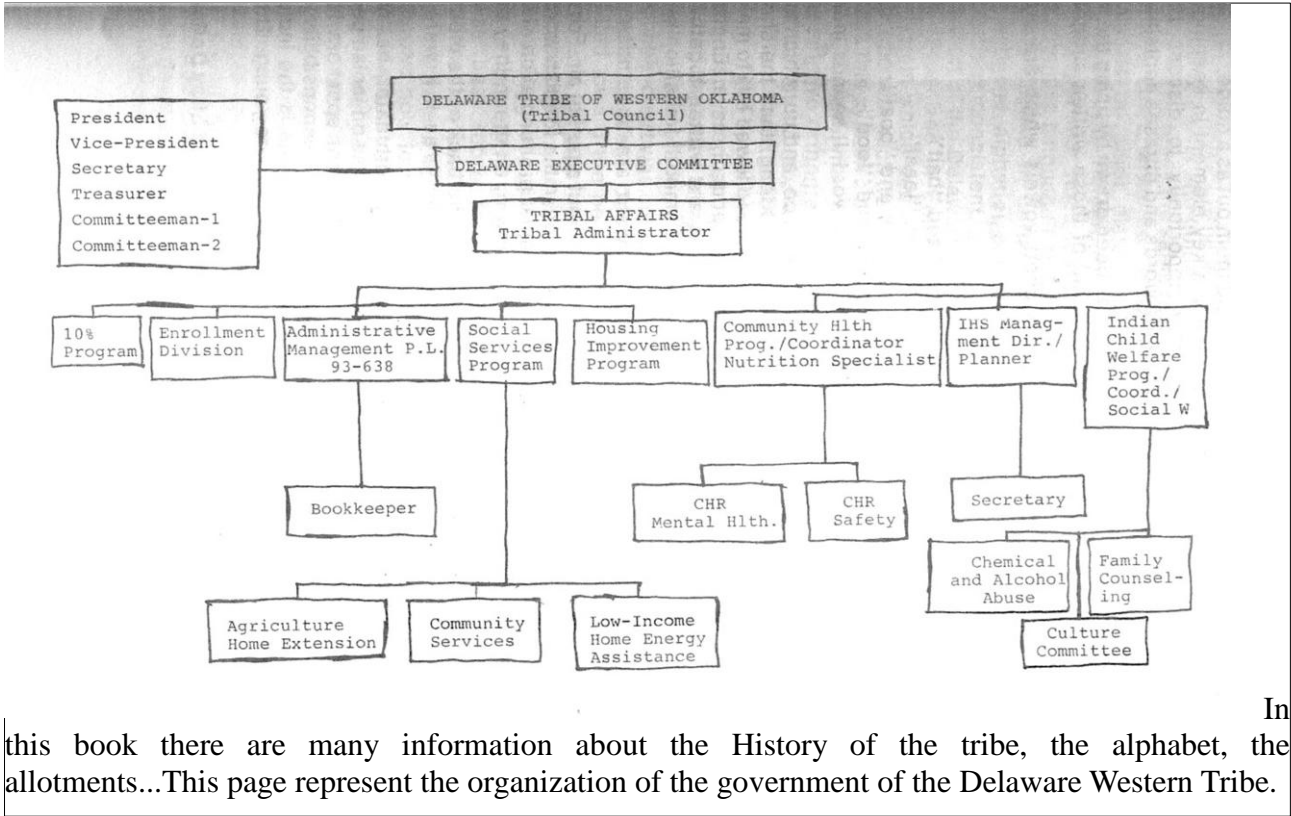 DELAWARE TRIBE OF WESTERN OKLAHOMA
(Tribal Council)
President
Vice-President
Secretary
Treasurer
Committeeman-1
Committeeman-2
DELAWARE EXECUTIVE COMMITTEE
TRIBAL AFFAIRS
Tribal Administrator
10%
Program
Enrollment
Division
Administrative
Management P.L.
93-638
Social
Services
Program
Housing
Improvement
Program
Community Hlth
Prog./Coordinator
Nutrition Specialist
IHS Manag-
ment Dir./
Planner
Indian
Child
Welfare
Prog./
Coord./
Social W
Bookkeeper
CHR
Mental Hlth.
CHR
Safety
Secretary
Chemical
and Alcohol
Abuse
Family
Counsel-
ing
Culture
Committee
Agriculture
Home Extension
Community
Services
Low-Income
Home Energy
Assistance
In
this book there are many information about the History of the tribe, the alphabet, the
allotments...This page represent the organization of the government of the Delaware Western Tribe.